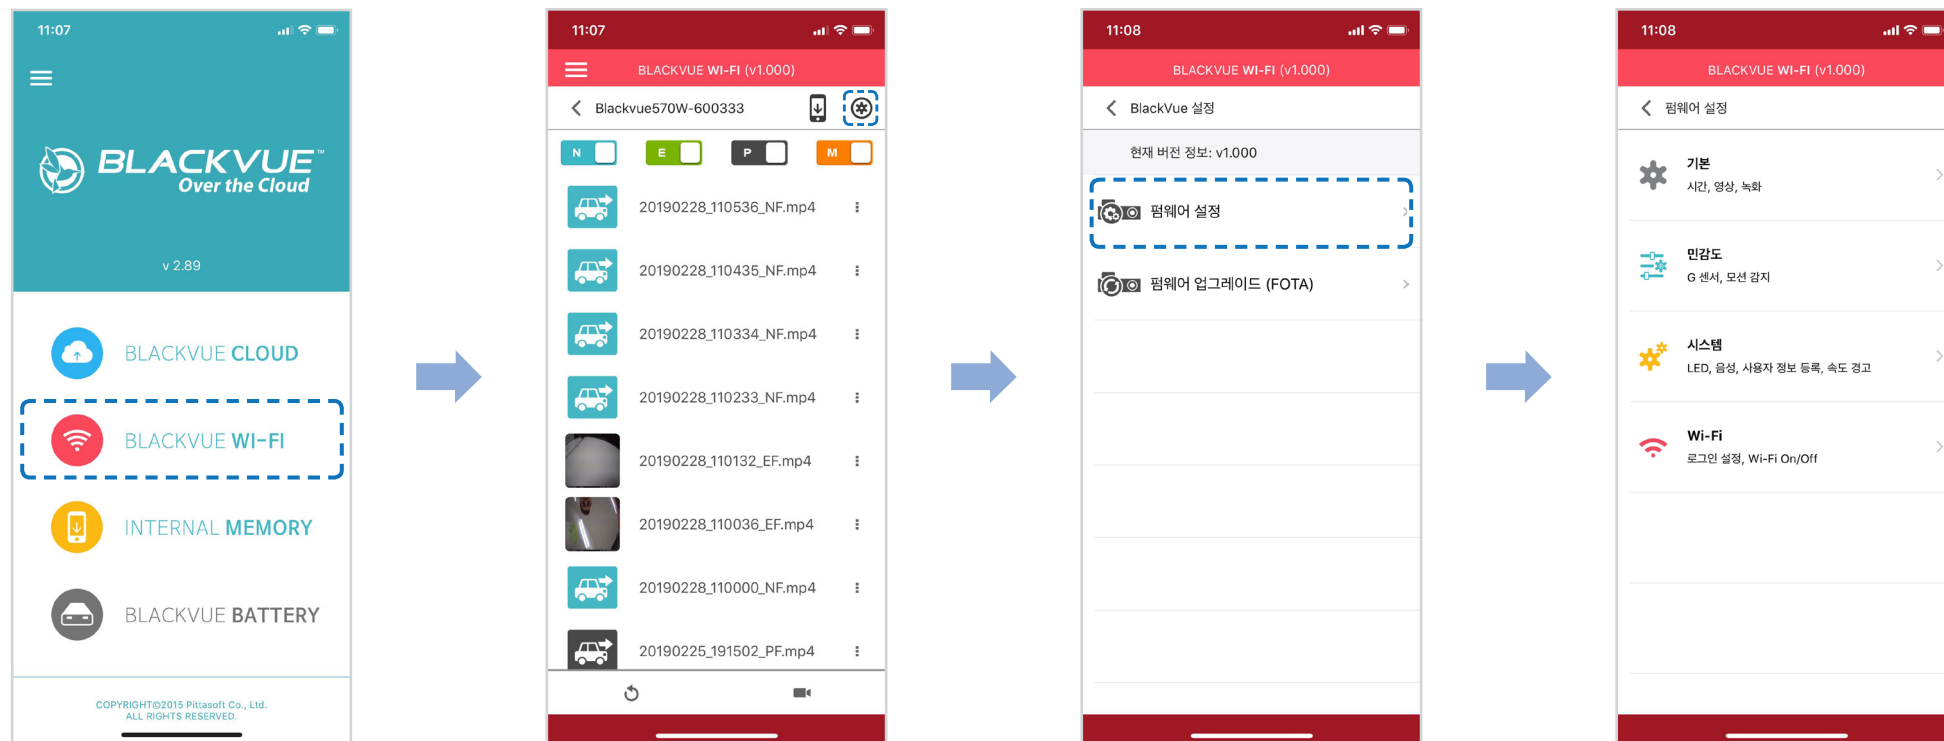 11:07
BLACKVUE™
Over the Cloud
v 2.89
BLACKVUE CLOUD
BLACKVUE WI-FI
INTERNAL MEMORY
BLACKVUE BATTERY
COPYRIGHT©2015 Pittasoft Co., Ltd.
ALL RIGHTS RESERVED.
11:07
BLACKVUE WI-FI (v1.000)
Blackvue570W-600333
N E P M
20190228_110536_NF.mp4
20190228_110435_NF.mp4
20190228_110334_NF.mp4
20190228_110233_NF.mp4
20190228_110132_EF.mp4
20190228_110036_EF.mp4
20190228_110000_NF.mp4
20190225_191502_PF.mp4
11:08
BLACKVUE WI-FI (v1.000)
BlackVue 설정
현재 버전 정보: v1.000
펌웨어 설정
펌웨어 업그레이드 (FOTA)
11:08
BLACKVUE WI-FI (v1.000)
펌웨어 설정
기본
시간, 영상, 녹화
민감도
G 센서, 모션 감지
시스템
LED, 음성, 사용자 정보 등록, 속도 경고
Wi-Fi
로그인 설정, Wi-Fi On/Off